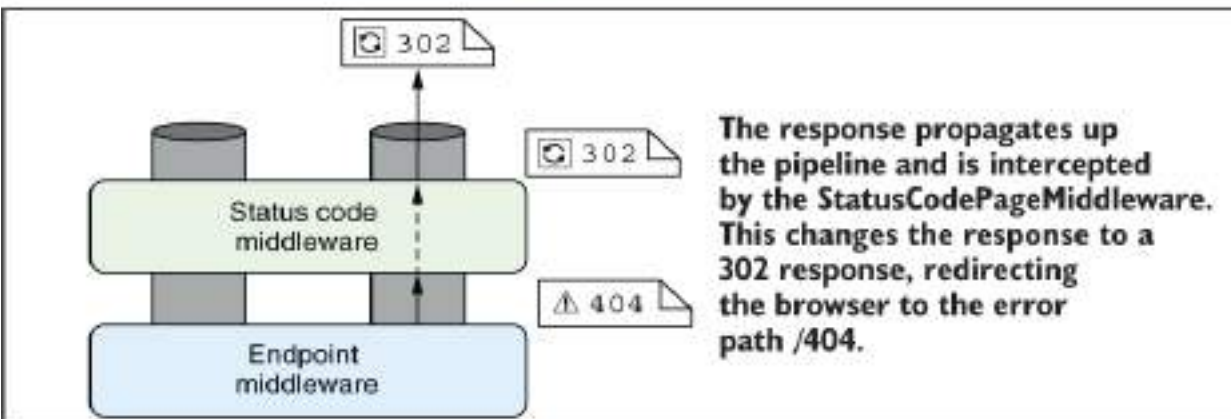 302
302
The response propagates up
the pipeline and is intercepted
by the StatusCodePageMiddleware.
This changes the response to a
302 response, redirecting
the browser to the error
path /404.
Status code
middleware
404
Endpoint
middleware